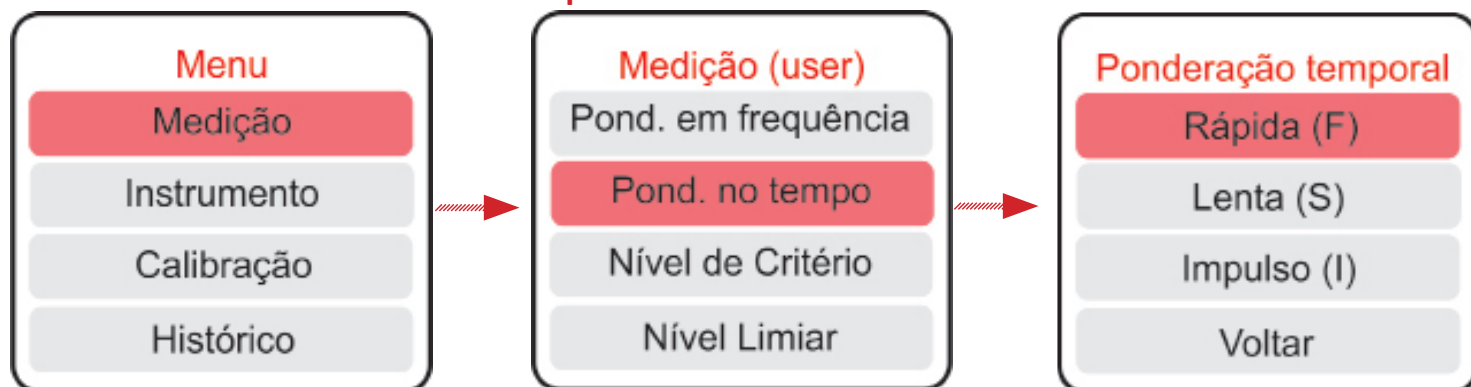 Menu
Medição
Instrumento
Calibração
Histórico
Medição (user)
Pond. em frequência
Pond. no tempo
Nível de Critério
Nível Limiar
Ponderação temporal
Rápida (F)
Lenta (S)
Impulso (I)
Voltar